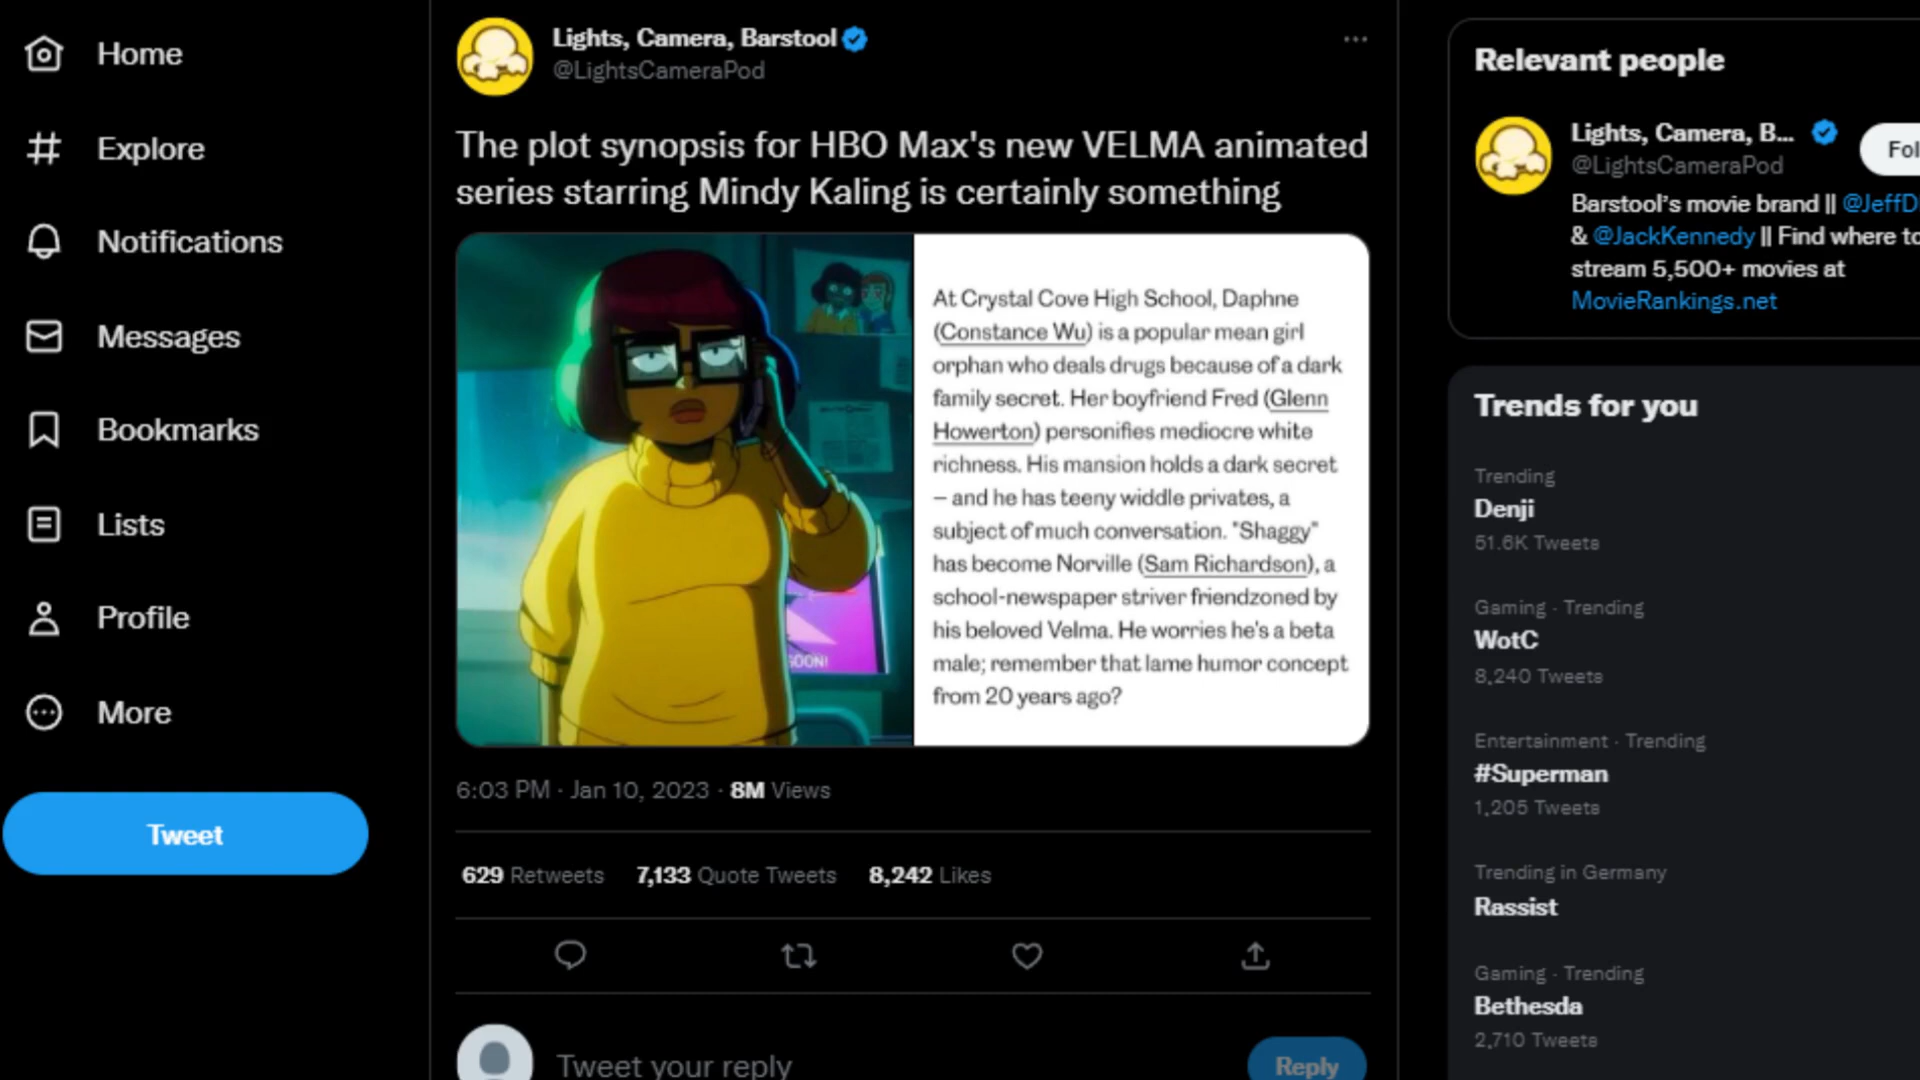 Home
Explore
Notifications
Messages
Bookmarks
Lists
Profile
More
Tweet
Lights, Camera, Barstool
@LightsCameraPod
The plot synopsis for HBO Max's new VELMA animated
series starring Mindy Kaling is certainly something
At Crystal Cove High School, Daphne
(Constance Wu) is a popular mean girl
orphan who deals drugs because of a dark
family secret. Her boyfriend Fred (Glenn
Howerton) personifies mediocre white
richness. His mansion holds a dark secret
– and he has teeny widdle privates, a
subject of much conversation. "Shaggy"
has become Norville (Sam Richardson), a
school-newspaper striver friendzoned by
his beloved Velma. He worries he's a beta
male; remember that lame humor concept
from 20 years ago?
OON!
6:03 PM · Jan 10, 2023 · 8M Views
629 Retweets 7,133 Quote Tweets 8,242 Likes
Tweet your reply
Reply
Relevant people
Lights, Camera, B...
@LightsCameraPod
Fol
Barstool's movie brand || @JeffD
& @JackKennedy || Find where to
stream 5,500+ movies at
MovieRankings.net
Trends for you
Trending
Denji
51.6K Tweets
Gaming · Trending
WotC
8,240 Tweets
Entertainment · Trending
#Superman
1,205 Tweets
Trending in Germany
Rassist
Gaming · Trending
Bethesda
2,710 Tweets